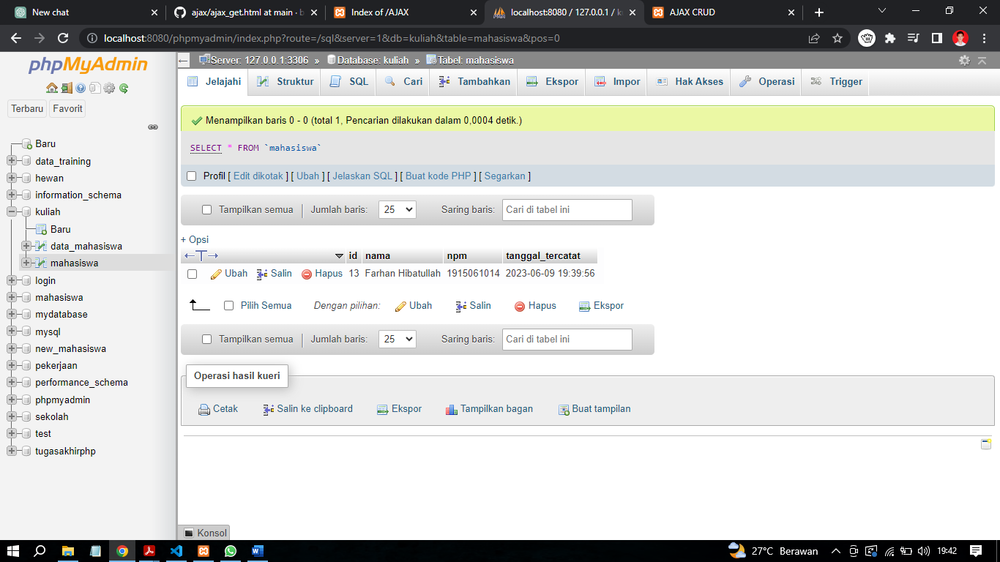 New chat
ajax/ajax_get.html at main · b
Index of /AJAX
localhost:8080 / 127.0.0.1 / k
AJAX CRUD
localhost:8080/phpmyadmin/index.php?route=/sql&server=1&db=kuliah&table=mahasiswa&pos=0
phpMyAdmin
Terbaru Favorit
Baru
data_training
hewan
information_schema
kuliah
Baru
data_mahasiswa
mahasiswa
login
mahasiswa
mydatabase
mysql
new_mahasiswa
pekerjaan
performance_schema
phpmyadmin
sekolah
test
tugasakhirphp
Server: 127.0.0.1:3306 » Database: kuliah » Tabel: mahasiswa
Jelajahi Struktur SQL Cari Tambahkan Ekspor Impor Hak Akses Operasi Trigger
Menampilkan baris 0 - 0 (total 1, Pencarian dilakukan dalam 0,0004 detik.)
SELECT * FROM `mahasiswa`
Profil [ Edit dikotak ] [ Ubah ] [ Jelaskan SQL ] [ Buat kode PHP ] [ Segarkan ]
Tampilkan semua Jumlah baris: 25 Saring baris: Cari di tabel ini
+ Opsi
←T→ id nama npm tanggal_tercatat
Ubah Salin Hapus 13 Farhan Hibatullah 1915061014 2023-06-09 19:39:56
Pilih Semua Dengan pilihan: Ubah Salin Hapus Ekspor
Tampilkan semua Jumlah baris: 25 Saring baris: Cari di tabel ini
Operasi hasil kueri
Cetak Salin ke clipboard Ekspor Tampilkan bagan Buat tampilan
Konsol
27°C Berawan 19:42